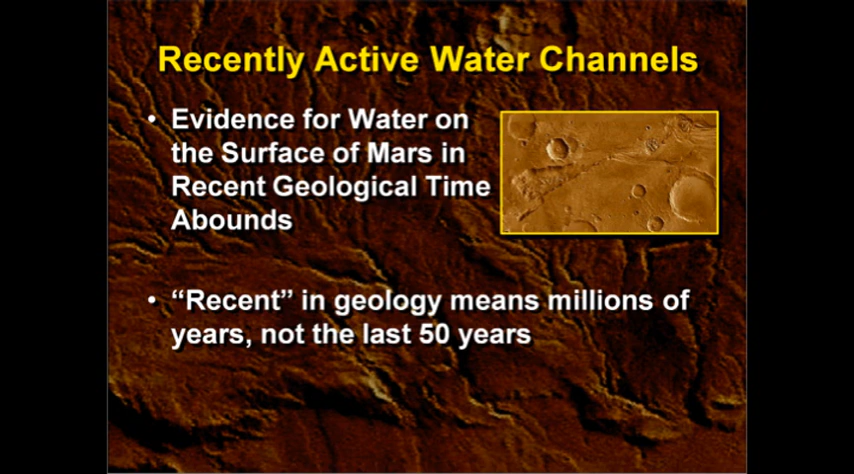 Recently Active Water Channels
• Evidence for Water on
the Surface of Mars in
Recent Geological Time
Abounds
• “Recent” in geology means millions of
years, not the last 50 years